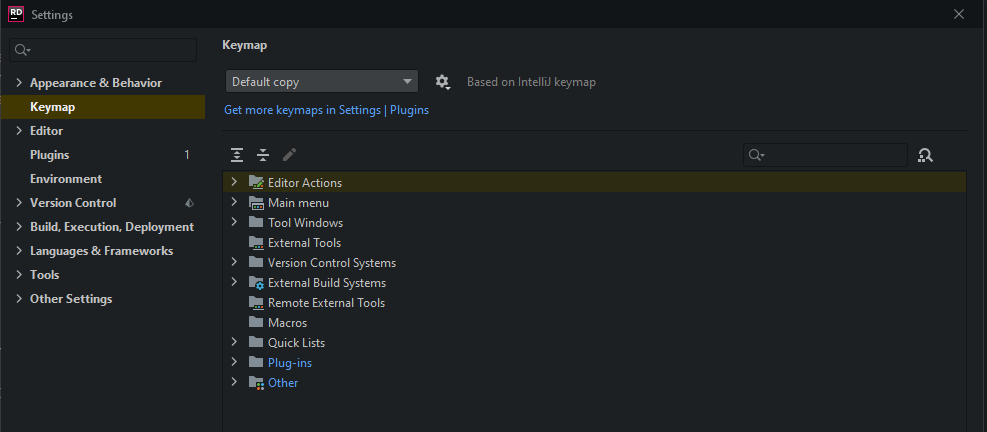 RD Settings
Keymap
Default copy Based on IntelliJ keymap
Get more keymaps in Settings | Plugins
Appearance & Behavior
Keymap
Editor
Plugins 1
Environment
Version Control
Build, Execution, Deployment
Languages & Frameworks
Tools
Other Settings
Editor Actions
Main menu
Tool Windows
External Tools
Version Control Systems
External Build Systems
Remote External Tools
Macros
Quick Lists
Plug-ins
Other